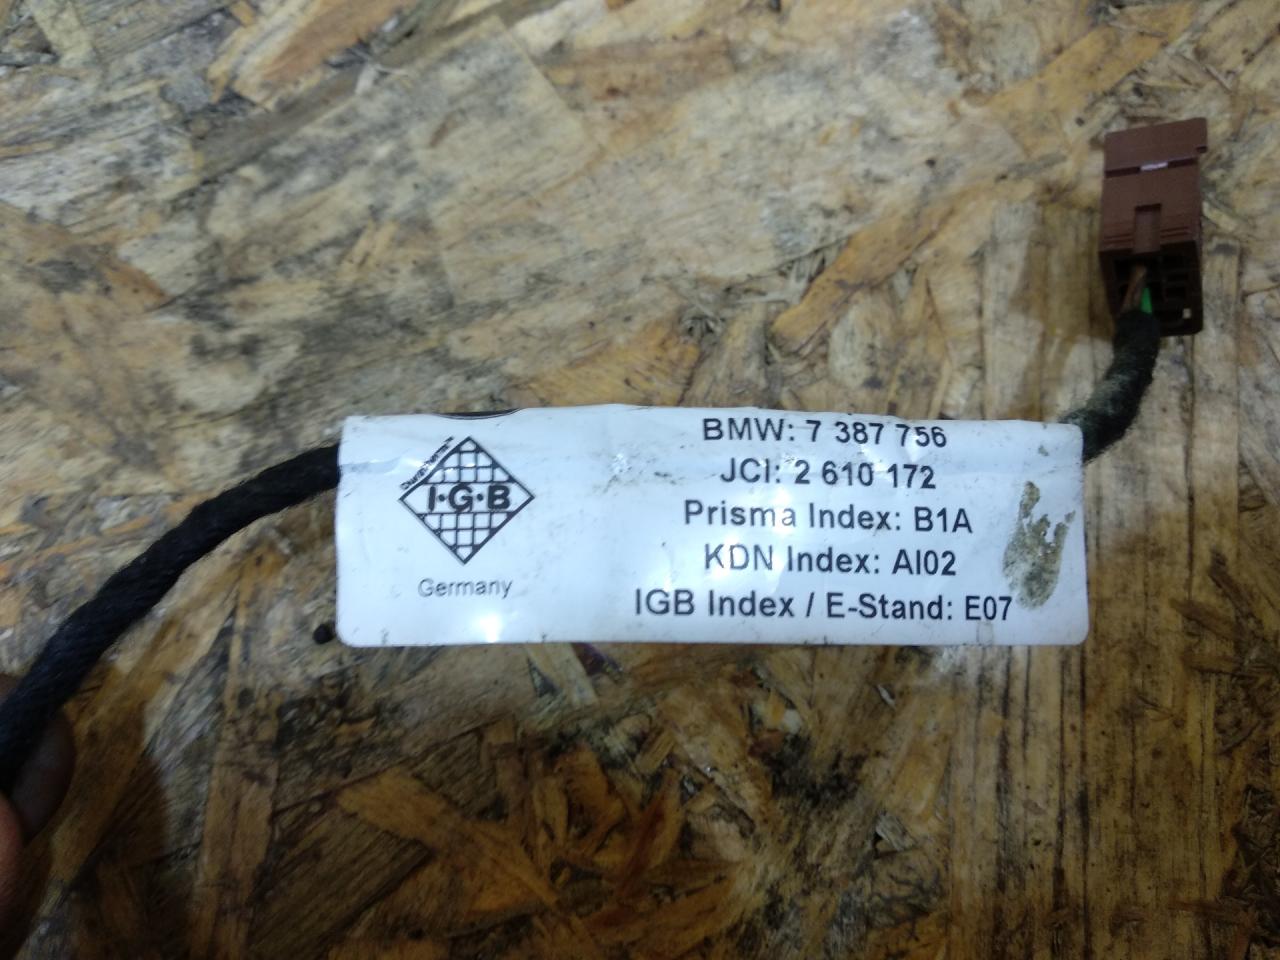 I·G·B
Germany
BMW: 7 387 756
JCI: 2 610 172
Prisma Index: B1A
KDN Index: AI02
IGB Index / E-Stand: E07